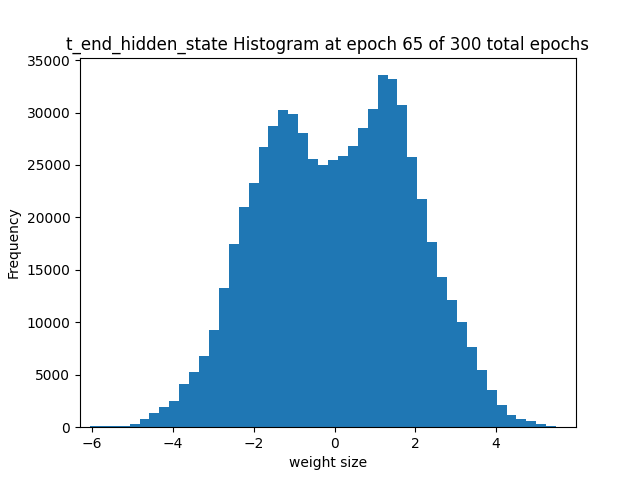 t_end_hidden_state Histogram at epoch 65 of 300 total epochs
35000
30000
25000
20000
15000
10000
5000
0
Frequency
−6 −4 −2 0 2 4
weight size